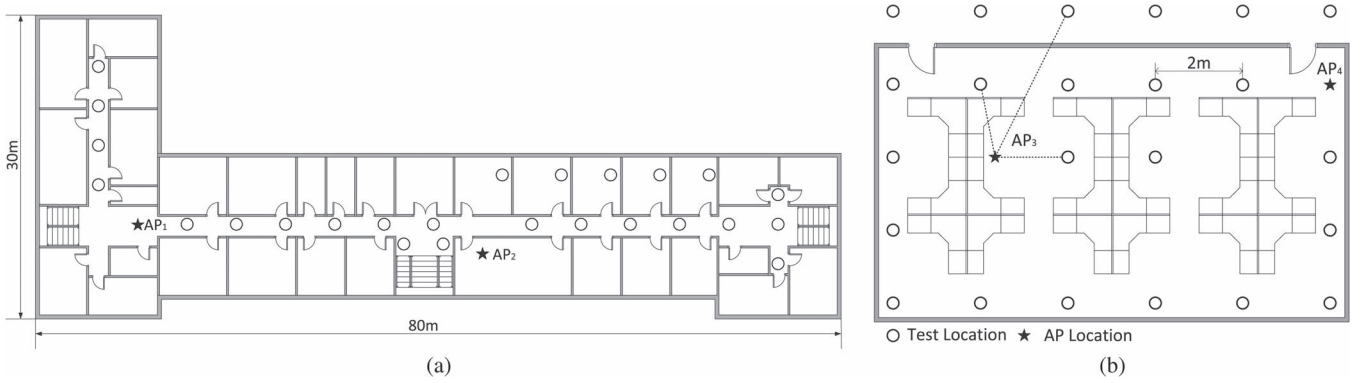 30m
AP1
AP2
80m
(a)
2m
AP4
AP3
Test Location AP Location
(b)